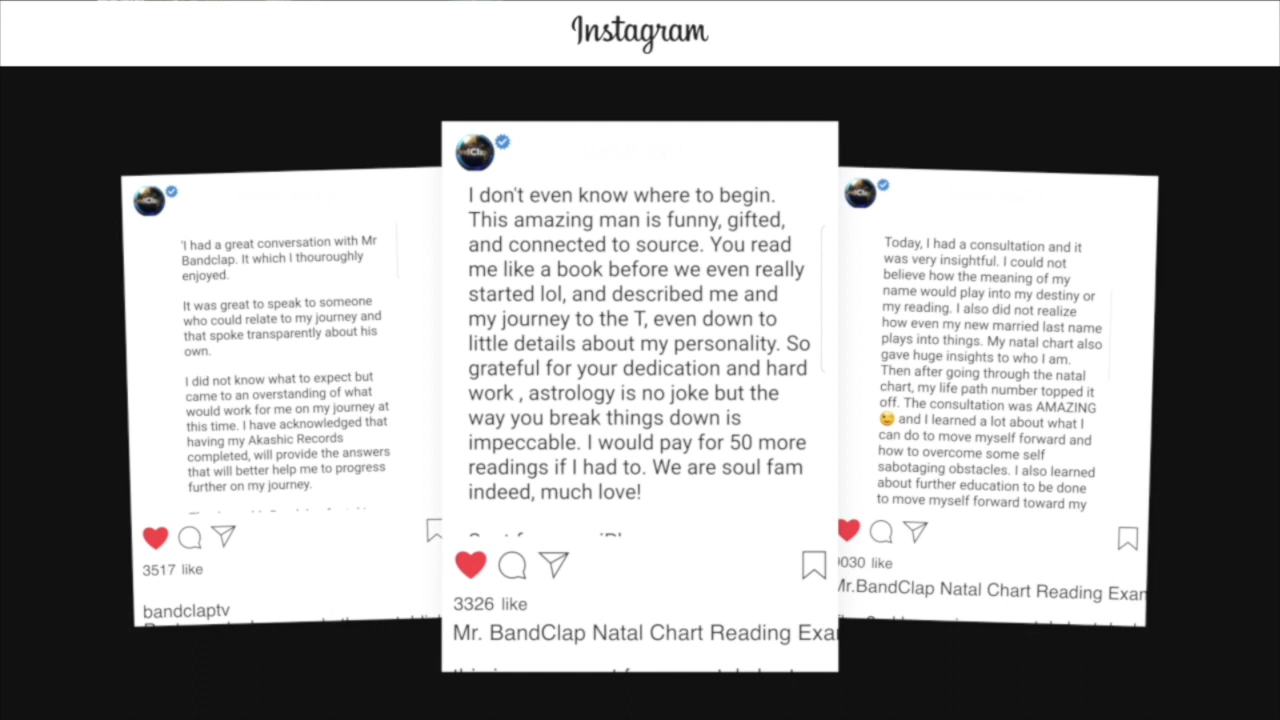 Instagram
'I had a great conversation with Mr
Bandclap. It which I thouroughly
enjoyed.
It was great to speak to someone
who could relate to my journey and
that spoke transparently about his
own.
I did not know what to expect but
came to an overstanding of what
would work for me on my journey at
this time. I have acknowledged that
having my Akashic Records
completed, will provide the answers
that will better help me to progress
further on my journey.
3517 like
bandclaptv
I don't even know where to begin.
This amazing man is funny, gifted,
and connected to source. You read
me like a book before we even really
started lol, and described me and
my journey to the T, even down to
little details about my personality. So
grateful for your dedication and hard
work , astrology is no joke but the
way you break things down is
impeccable. I would pay for 50 more
readings if I had to. We are soul fam
indeed, much love!
3326 like
Mr. BandClap Natal Chart Reading Exa
Today, I had a consultation and it
was very insightful. I could not
believe how the meaning of my
name would play into my destiny or
my reading. I also did not realize
how even my new married last name
plays into things. My natal chart also
gave huge insights to who I am.
Then after going through the natal
chart, my life path number topped it
off. The consultation was AMAZING
😉 and I learned a lot about what I
can do to move myself forward and
how to overcome some self
sabotaging obstacles. I also learned
about further education to be done
to move myself forward toward my
030 like
Mr.BandClap Natal Chart Reading Exam